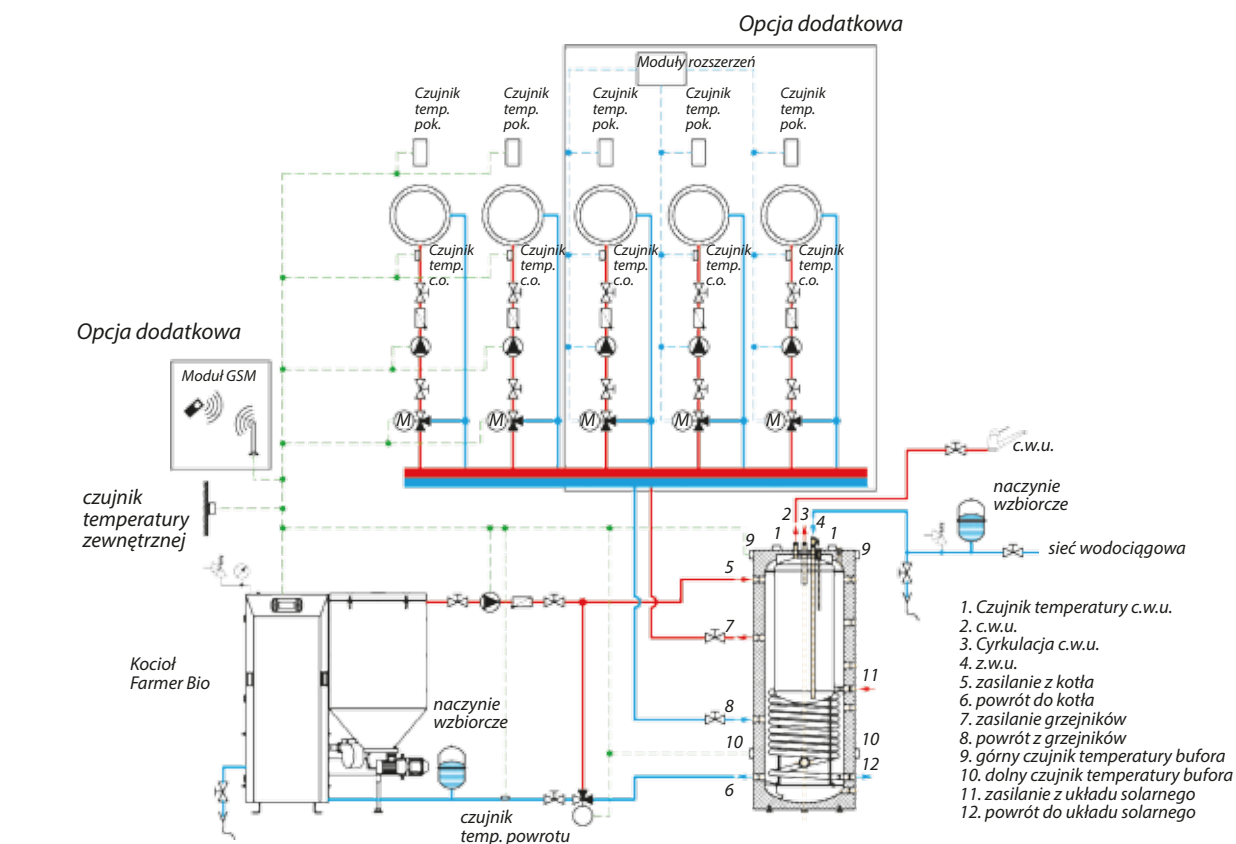 Opcja dodatkowa
Moduły rozszerzeń
Czujnik
temp.
pok.
Czujnik
temp.
pok.
Czujnik
temp.
pok.
Czujnik
temp.
pok.
Czujnik
temp.
pok.
Czujnik
temp.
c.o.
Czujnik
temp.
c.o.
Czujnik
temp.
c.o.
Czujnik
temp.
c.o.
Czujnik
temp.
c.o.
Opcja dodatkowa
Moduł GSM
M
M
M
M
M
czujnik
temperatury
zewnętrznej
c.w.u.
naczynie
wzbiorcze
sieć wodociągowa
2
3
4
9
1
1
9
5
7
11
8
10
10
12
6
Kocioł
Farmer Bio
naczynie
wzbiorcze
czujnik
temp. powrotu
1. Czujnik temperatury c.w.u.
2. c.w.u.
3. Cyrkulacja c.w.u.
4. z.w.u.
5. zasilanie z kotła
6. powrót do kotła
7. zasilanie grzejników
8. powrót z grzejników
9. górny czujnik temperatury bufora
10. dolny czujnik temperatury bufora
11. zasilanie z układu solarnego
12. powrót do układu solarnego